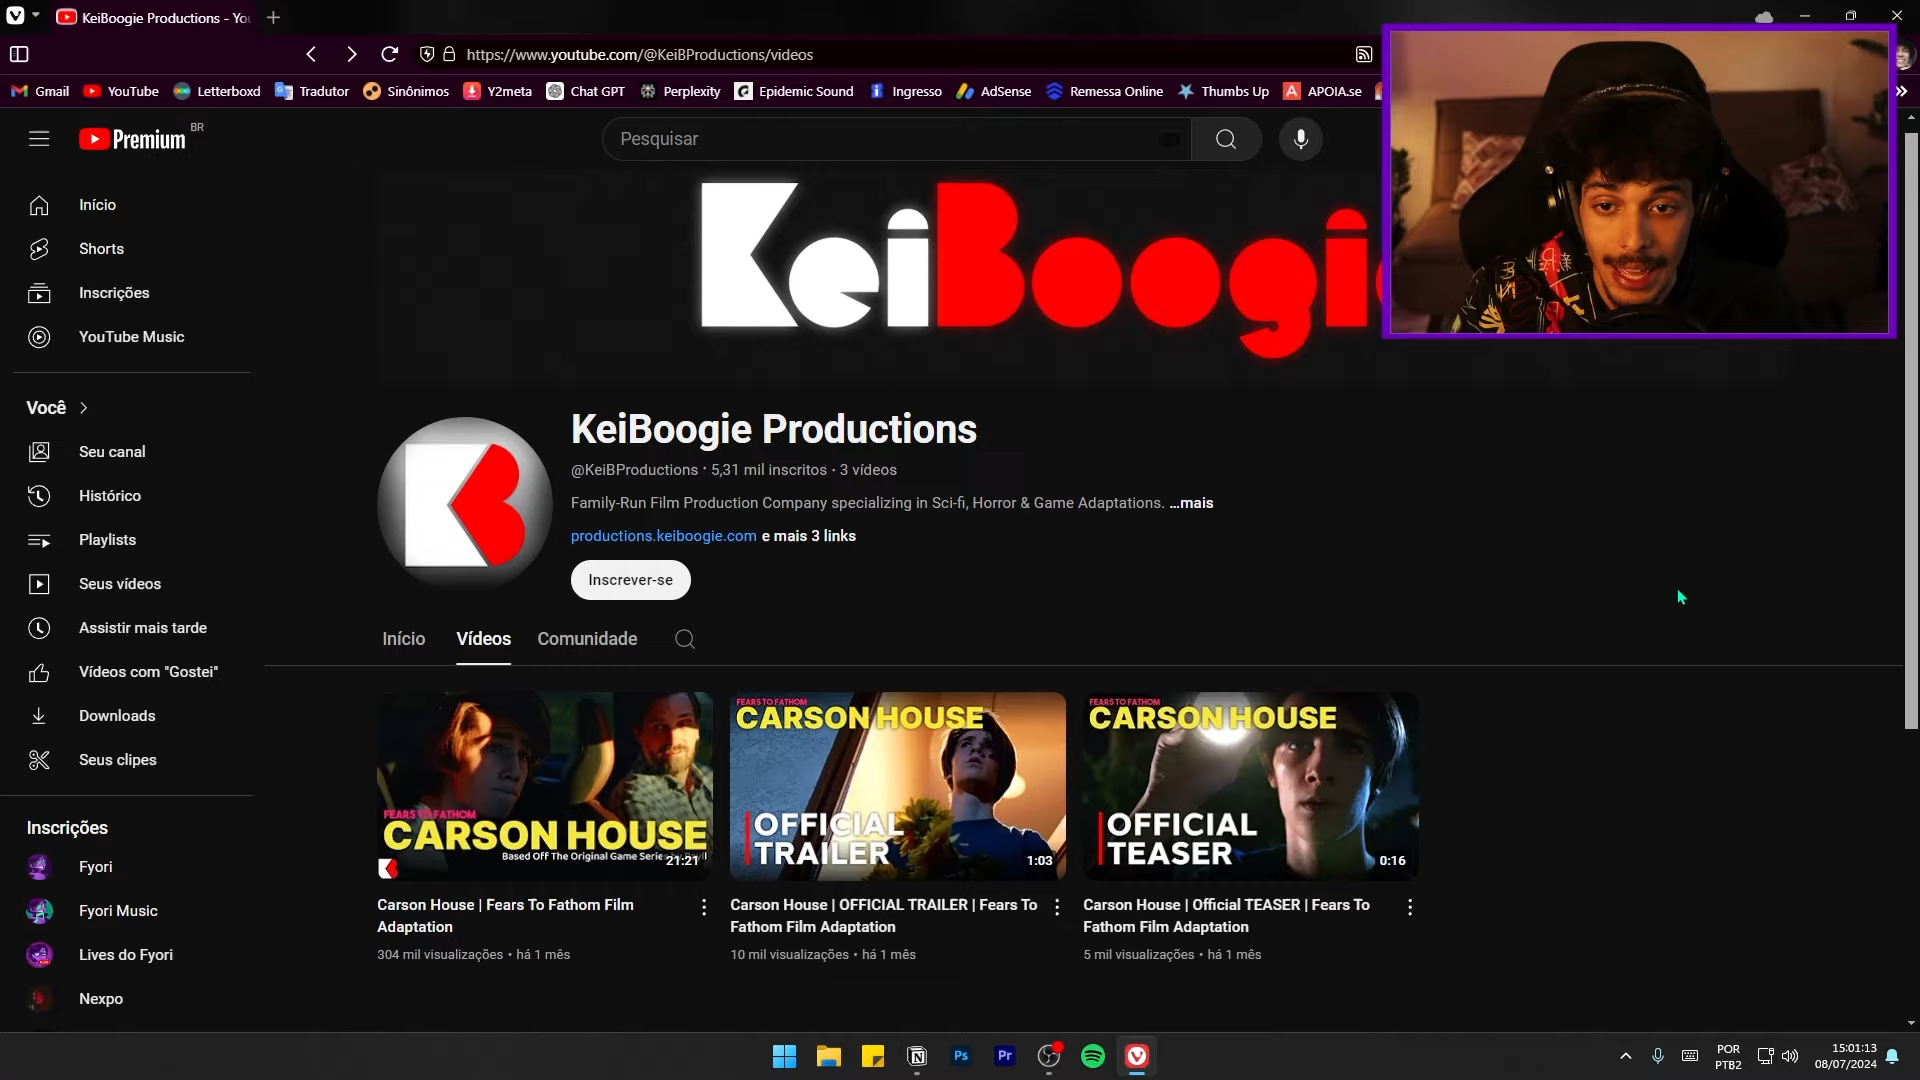 KeiBoogie Productions - You
https://www.youtube.com/@KeiBProductions/videos
Gmail YouTube Letterboxd Tradutor Sinônimos Y2meta Chat GPT Perplexity Epidemic Sound Ingresso AdSense Remessa Online Thumbs Up APOIA.se
Premium BR
Pesquisar
KeiBoogie
Início
Shorts
Inscrições
YouTube Music
Você
Seu canal
Histórico
Playlists
Seus vídeos
Assistir mais tarde
Vídeos com "Gostei"
Downloads
Seus clipes
Inscrições
Fyori
Fyori Music
Lives do Fyori
Nexpo
KeiBoogie Productions
@KeiBProductions • 5,31 mil inscritos • 3 vídeos
Family-Run Film Production Company specializing in Sci-fi, Horror & Game Adaptations. ...mais
productions.keiboogie.com e mais 3 links
Inscrever-se
Início Vídeos Comunidade
FEARS TO FATHOM
CARSON HOUSE
21:21
Carson House | Fears To Fathom Film
Adaptation
304 mil visualizações • há 1 mês
FEARS TO FATHOM
CARSON HOUSE
OFFICIAL
TRAILER
1:03
Carson House | OFFICIAL TRAILER | Fears To
Fathom Film Adaptation
10 mil visualizações • há 1 mês
FEARS TO FATHOM
CARSON HOUSE
OFFICIAL
TEASER
0:16
Carson House | Official TEASER | Fears To
Fathom Film Adaptation
5 mil visualizações • há 1 mês
Based Off The Original Game Series
Ps Pr
POR
PTB2
15:01:13
08/07/2024